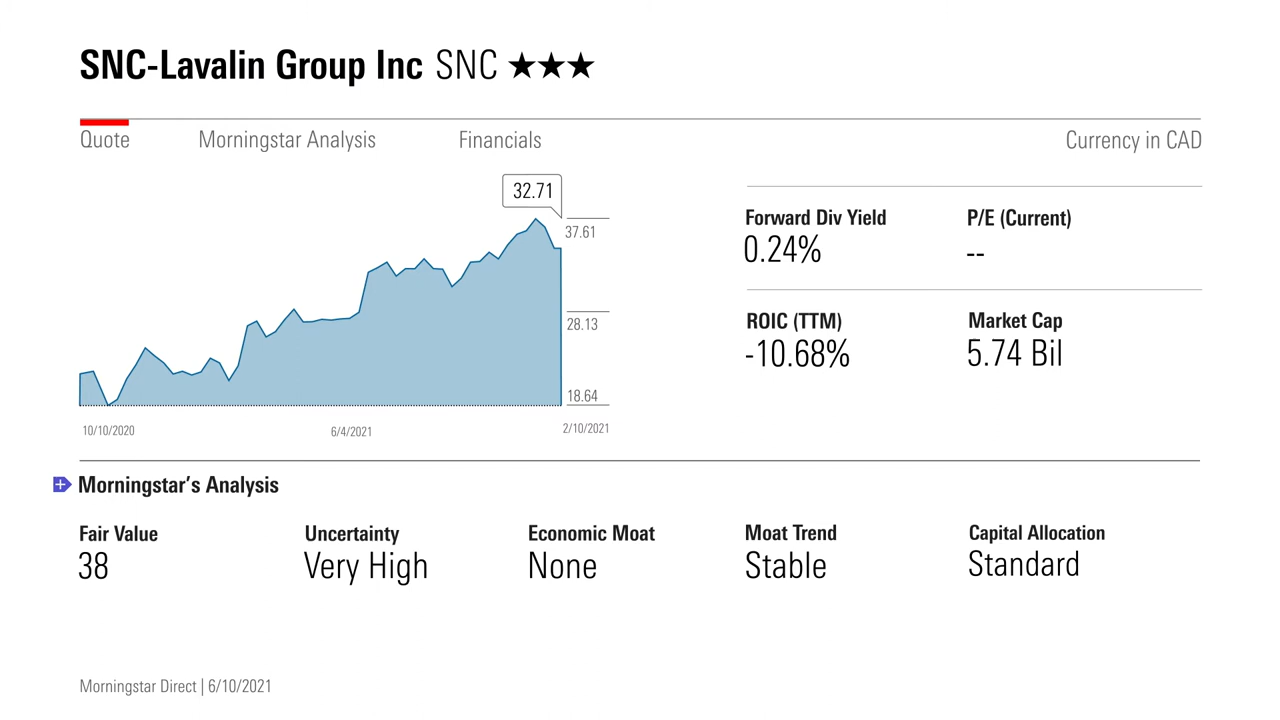 SNC-Lavalin Group Inc SNC ★★★
Quote Morningstar Analysis Financials Currency in CAD
32.71
37.61
28.13
18.64
10/10/2020 6/4/2021 2/10/2021
Forward Div Yield P/E (Current)
0.24% --
ROIC (TTM) Market Cap
-10.68% 5.74 Bil
Morningstar’s Analysis
Fair Value Uncertainty Economic Moat Moat Trend Capital Allocation
38 Very High None Stable Standard
Morningstar Direct | 6/10/2021